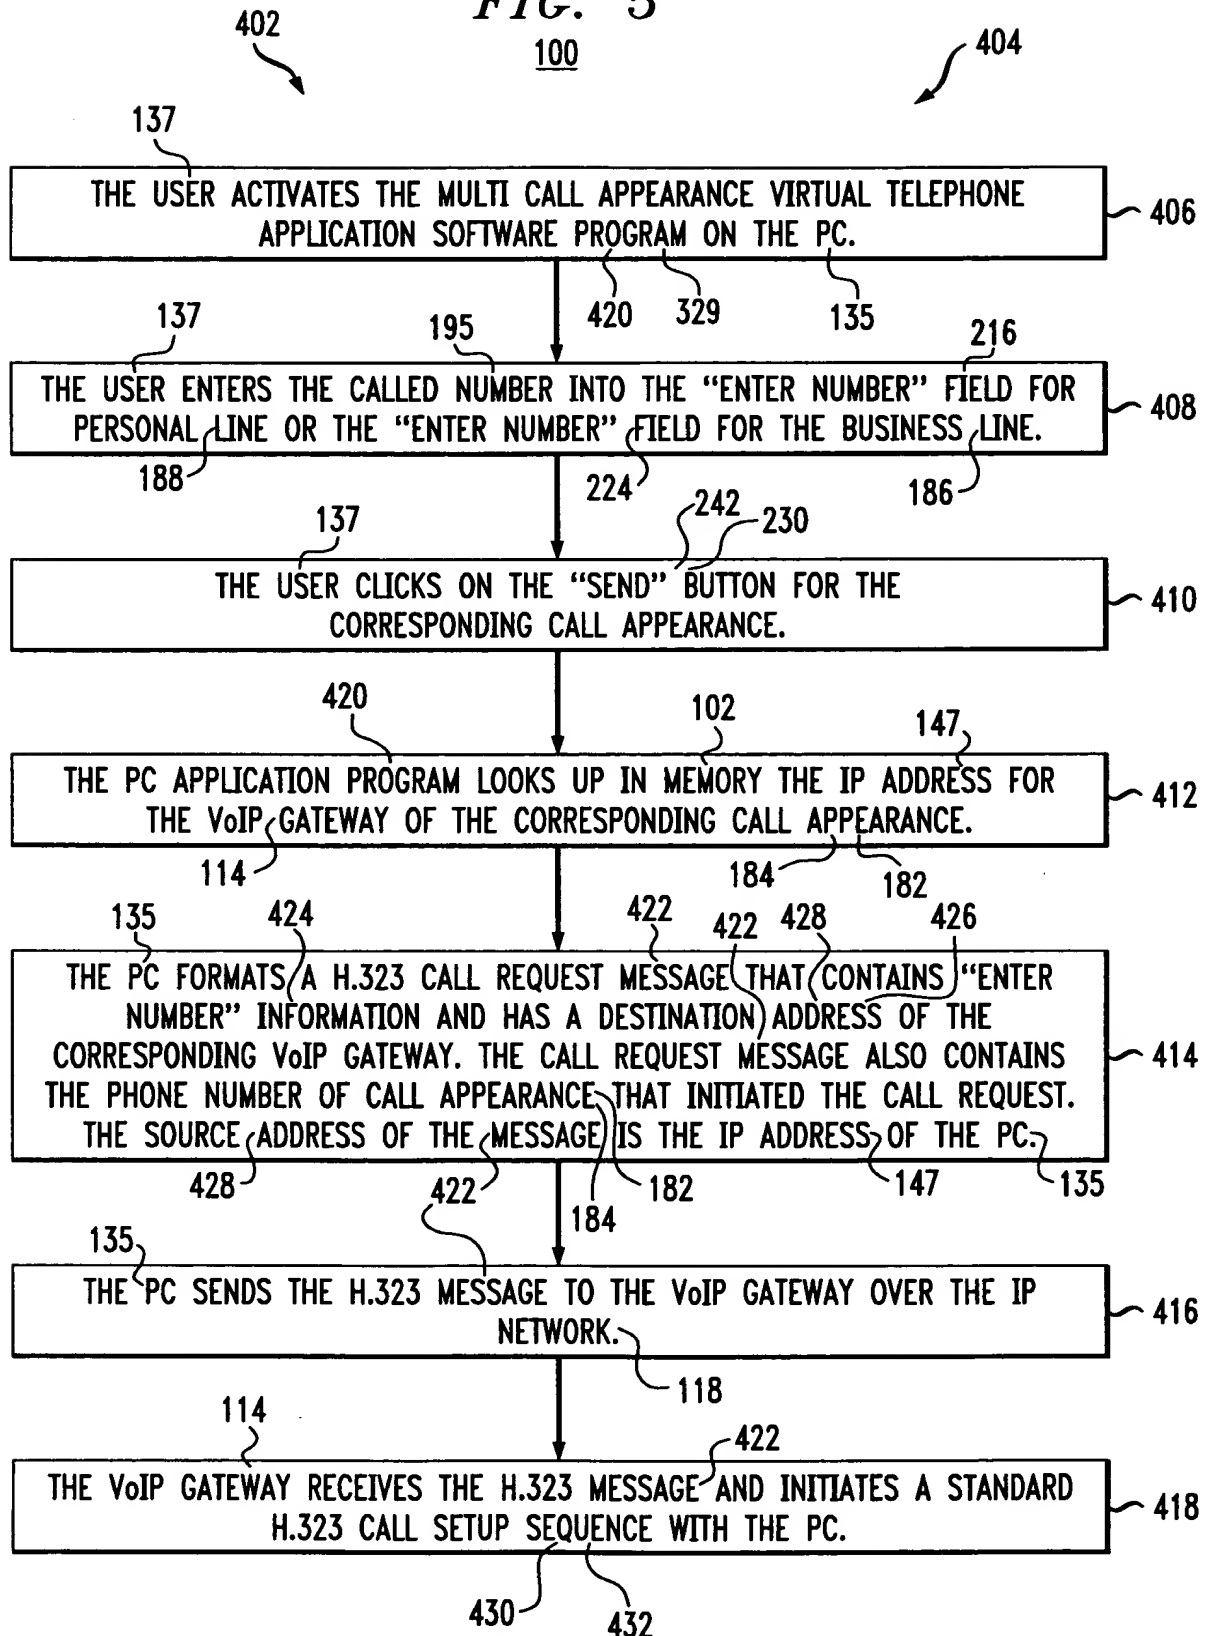 FIG. 5
402
100
404
137
THE USER ACTIVATES THE MULTI CALL APPEARANCE VIRTUAL TELEPHONE
APPLICATION SOFTWARE PROGRAM ON THE PC.
406
420
329
135
137
195
216
THE USER ENTERS THE CALLED NUMBER INTO THE “ENTER NUMBER” FIELD FOR
PERSONAL LINE OR THE “ENTER NUMBER” FIELD FOR THE BUSINESS LINE.
408
188
224
186
137
242
230
THE USER CLICKS ON THE “SEND” BUTTON FOR THE
CORRESPONDING CALL APPEARANCE.
410
420
102
147
THE PC APPLICATION PROGRAM LOOKS UP IN MEMORY THE IP ADDRESS FOR
THE VoIP GATEWAY OF THE CORRESPONDING CALL APPEARANCE.
412
114
184
182
135
424
422
422
428
426
THE PC FORMATS A H.323 CALL REQUEST MESSAGE THAT CONTAINS “ENTER
NUMBER” INFORMATION AND HAS A DESTINATION ADDRESS OF THE
CORRESPONDING VoIP GATEWAY. THE CALL REQUEST MESSAGE ALSO CONTAINS
THE PHONE NUMBER OF CALL APPEARANCE THAT INITIATED THE CALL REQUEST.
THE SOURCE ADDRESS OF THE MESSAGE IS THE IP ADDRESS OF THE PC.
414
428
422
184
182
147
135
135
THE PC SENDS THE H.323 MESSAGE TO THE VoIP GATEWAY OVER THE IP
NETWORK.
416
118
114
422
THE VoIP GATEWAY RECEIVES THE H.323 MESSAGE AND INITIATES A STANDARD
H.323 CALL SETUP SEQUENCE WITH THE PC.
418
430
432